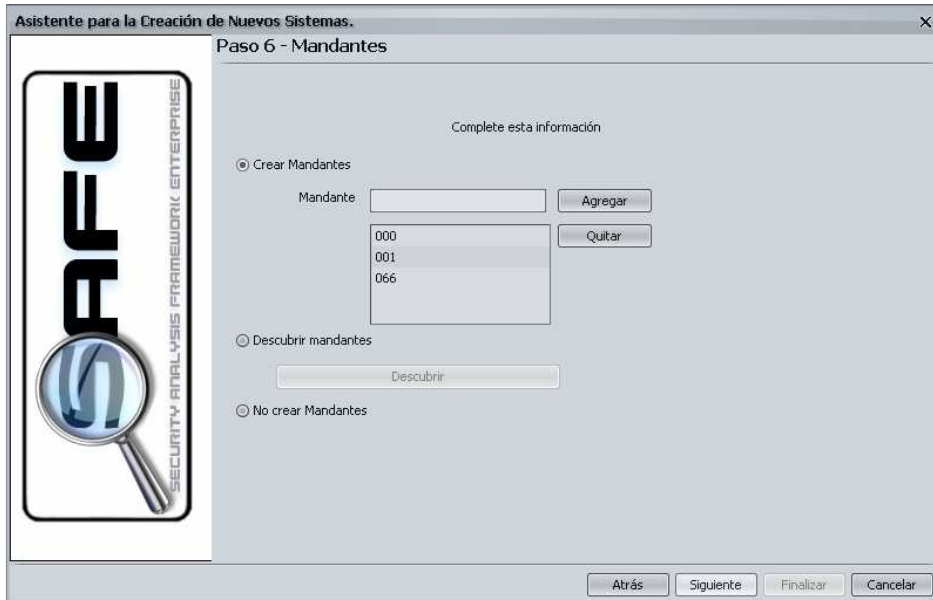 Asistente para la Creación de Nuevos Sistemas.
Paso 6 - Mandantes
SAFE
SECURITY ANALYSIS FRAMEWORK ENTERPRISE
Complete esta información
Crear Mandantes
Mandante
Agregar
000
Quitar
001
066
Descubrir mandantes
Descubrir
No crear Mandantes
Atrás Siguiente Finalizar Cancelar